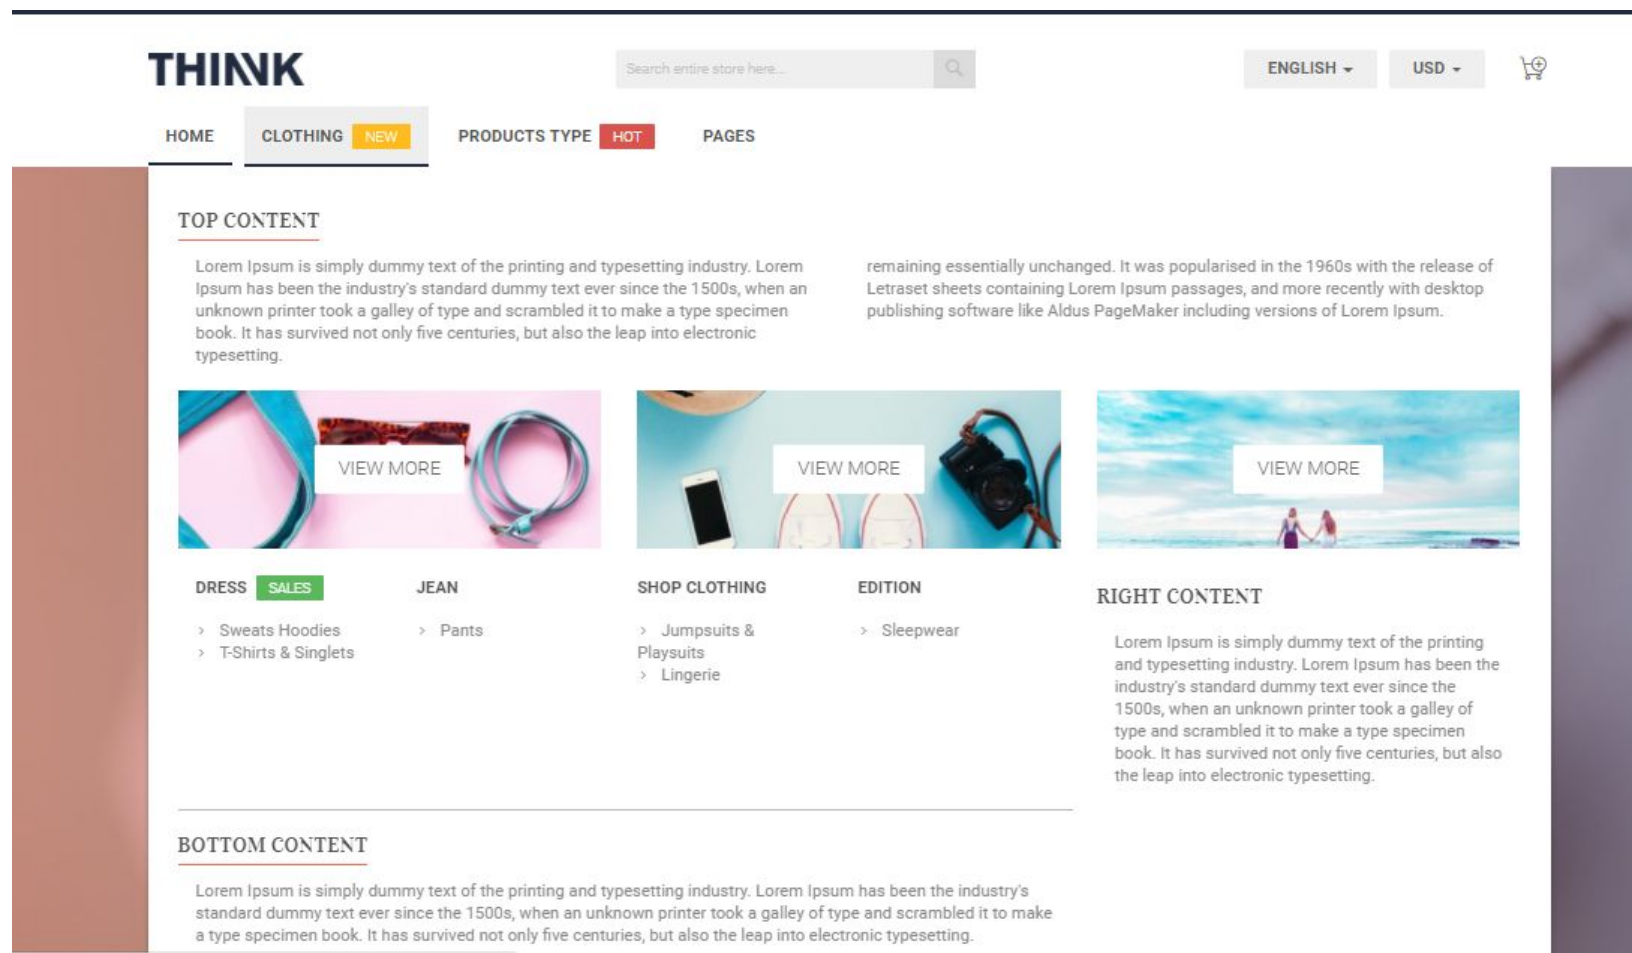 THINNK
Search entire store here...
ENGLISH
USD
HOME
CLOTHING NEW
PRODUCTS TYPE HOT
PAGES
TOP CONTENT
Lorem Ipsum is simply dummy text of the printing and typesetting industry. Lorem
Ipsum has been the industry's standard dummy text ever since the 1500s, when an
unknown printer took a galley of type and scrambled it to make a type specimen
book. It has survived not only five centuries, but also the leap into electronic
typesetting.
remaining essentially unchanged. It was popularised in the 1960s with the release of
Letraset sheets containing Lorem Ipsum passages, and more recently with desktop
publishing software like Aldus PageMaker including versions of Lorem Ipsum.
VIEW MORE
VIEW MORE
VIEW MORE
DRESS SALES
> Sweats Hoodies
> T-Shirts & Singlets
JEAN
> Pants
SHOP CLOTHING
> Jumpsuits &
Playsuits
> Lingerie
EDITION
> Sleepwear
RIGHT CONTENT
Lorem Ipsum is simply dummy text of the printing
and typesetting industry. Lorem Ipsum has been the
industry's standard dummy text ever since the
1500s, when an unknown printer took a galley of
type and scrambled it to make a type specimen
book. It has survived not only five centuries, but also
the leap into electronic typesetting.
BOTTOM CONTENT
Lorem Ipsum is simply dummy text of the printing and typesetting industry. Lorem Ipsum has been the industry's
standard dummy text ever since the 1500s, when an unknown printer took a galley of type and scrambled it to make
a type specimen book. It has survived not only five centuries, but also the leap into electronic typesetting.